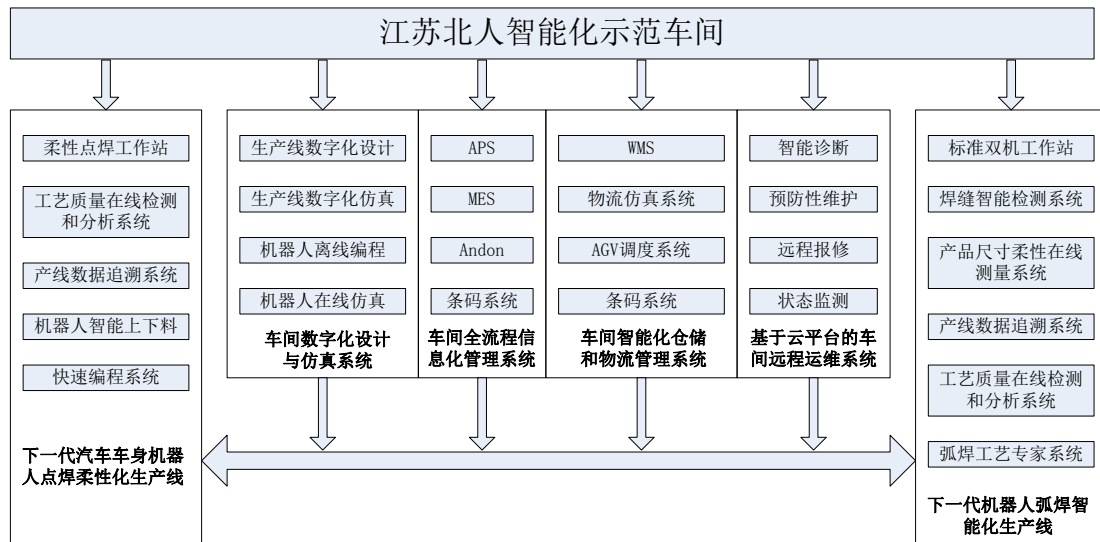 江苏北人智能化示范车间
柔性点焊工作站
工艺质量在线检测
和分析系统
产线数据追溯系统
机器人智能上下料
快速编程系统
下一代汽车车身机器
人点焊柔性化生产线
生产线数字化设计
生产线数字化仿真
机器人离线编程
机器人在线仿真
车间数字化设计
与仿真系统
APS
MES
Andon
条码系统
车间全流程信
息化管理系统
WMS
物流仿真系统
AGV调度系统
条码系统
车间智能化仓储
和物流管理系统
智能诊断
预防性维护
远程报修
状态监测
基于云平台的车
间远程运维系统
标准双机工作站
焊缝智能检测系统
产品尺寸柔性在线
测量系统
产线数据追溯系统
工艺质量在线检测
和分析系统
弧焊工艺专家系统
下一代机器人弧焊智
能化生产线